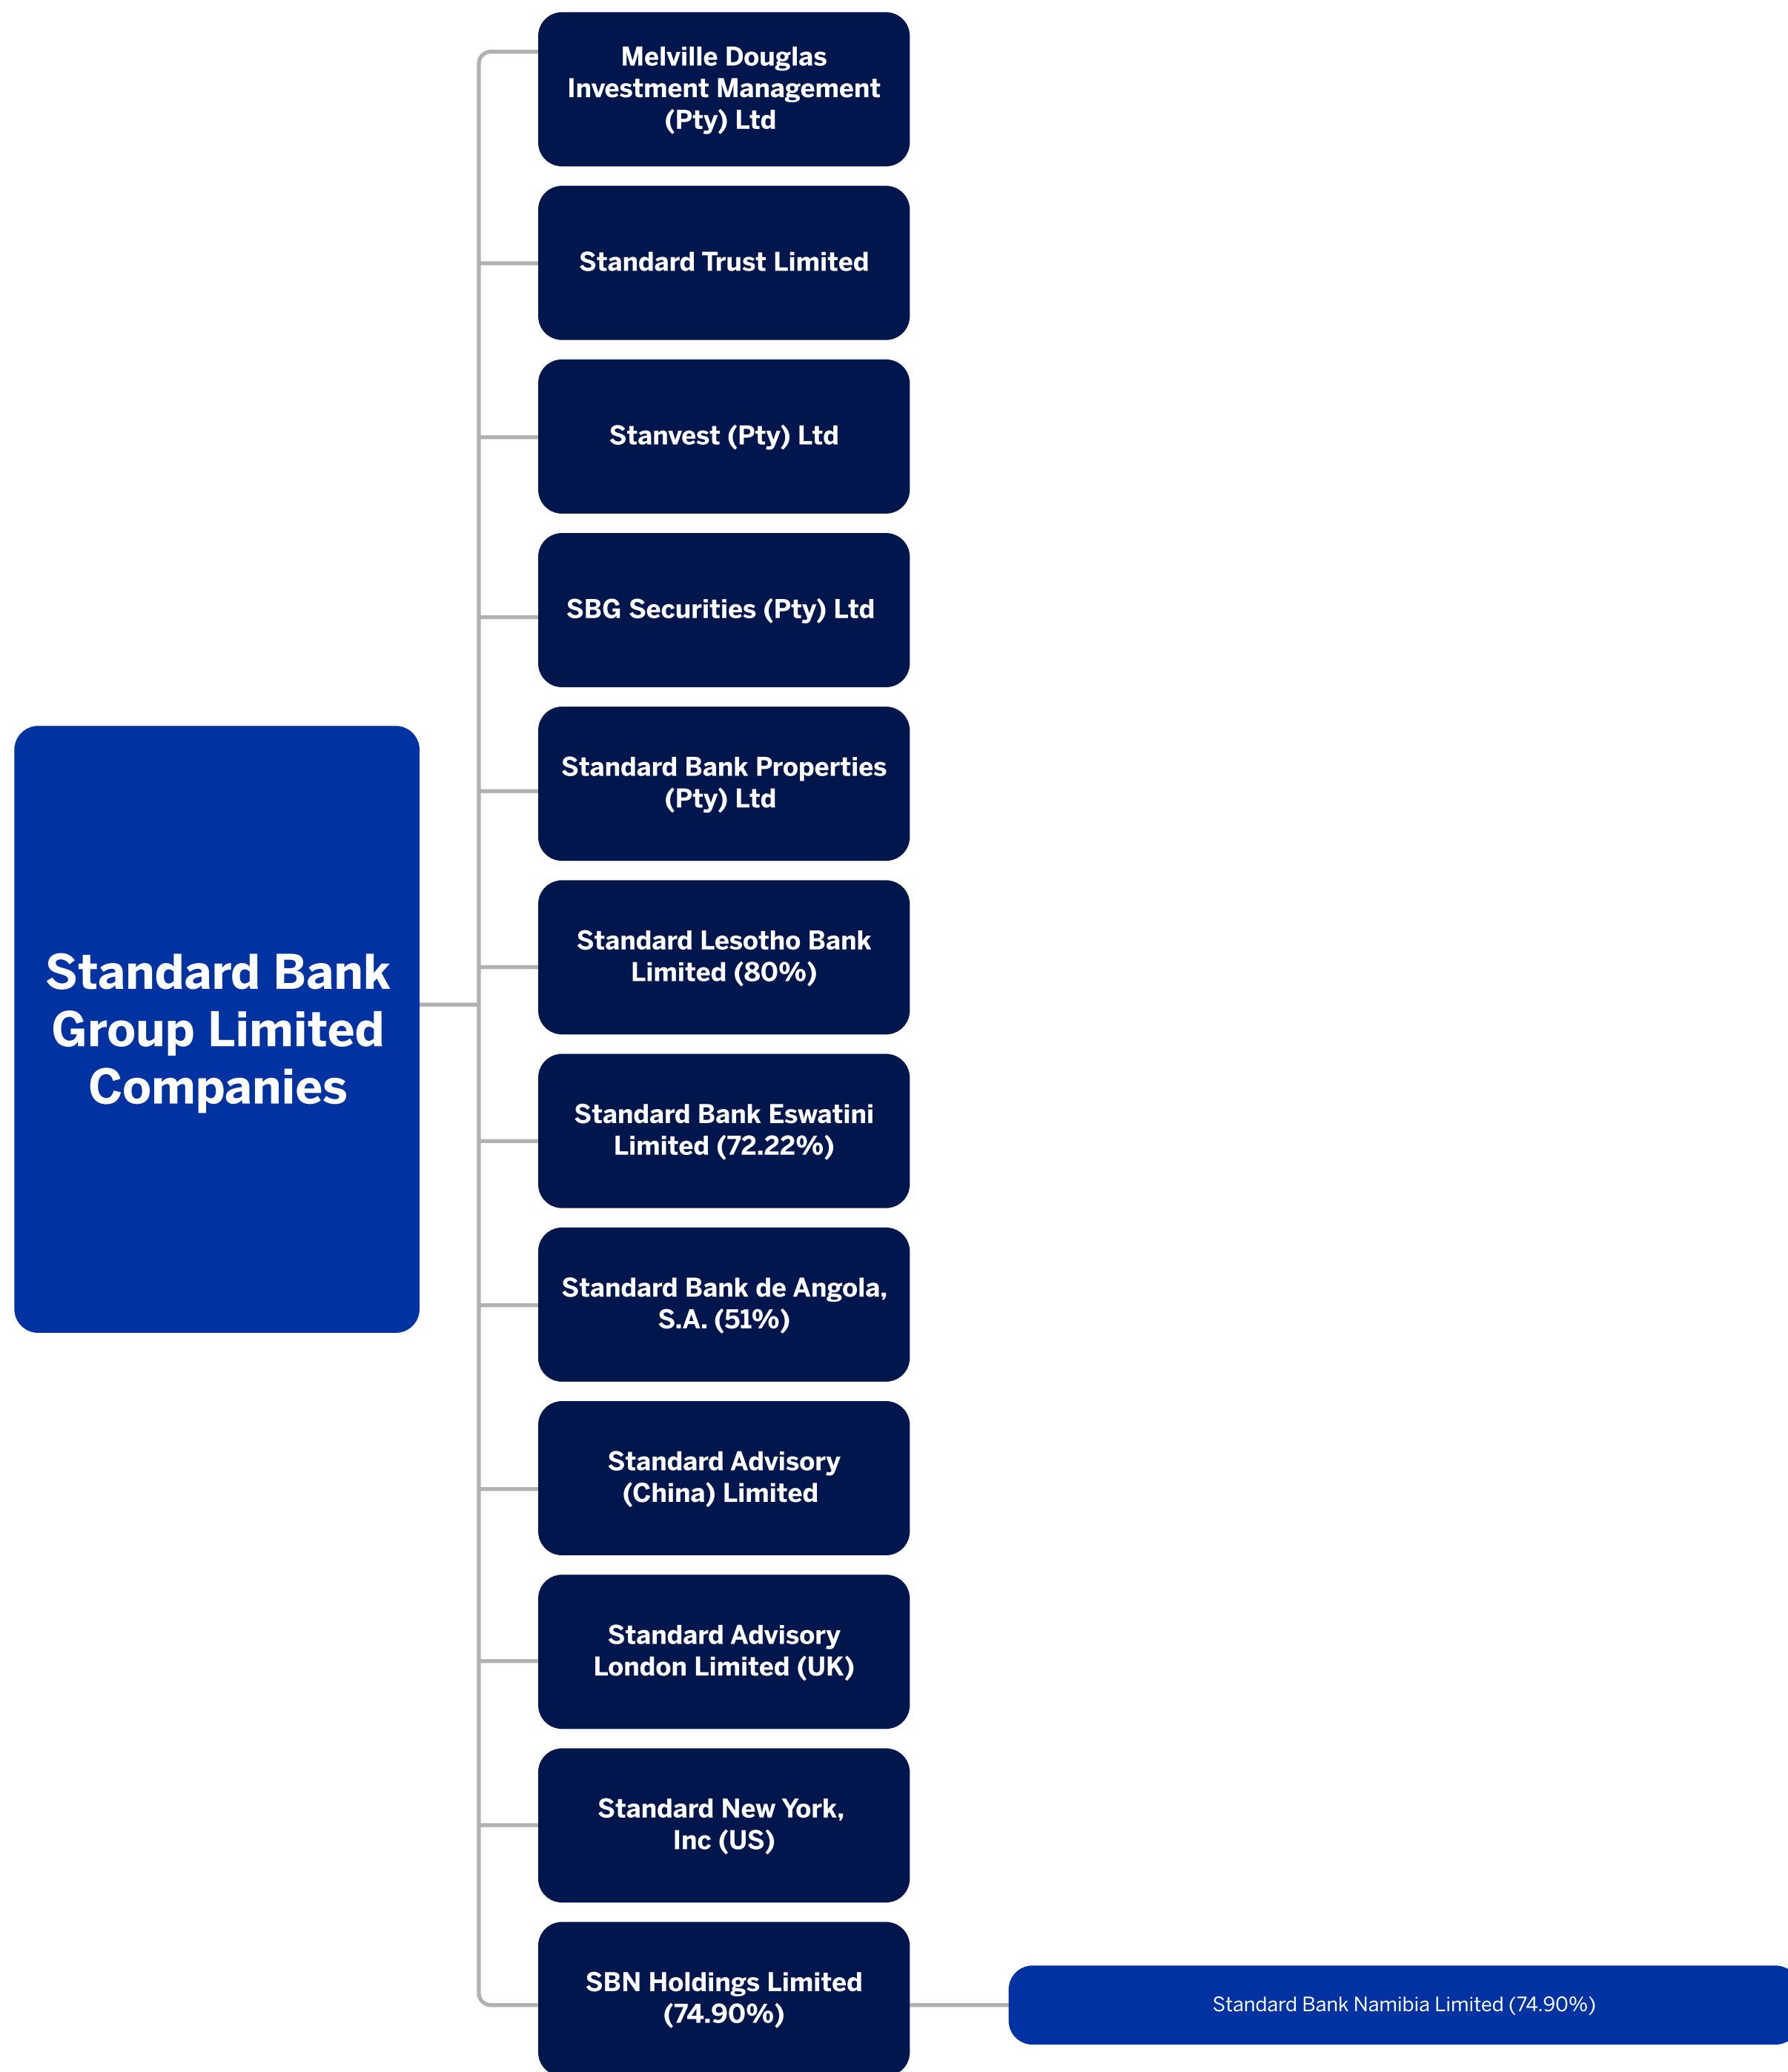 Melville Douglas
Investment Management
(Pty) Ltd
Standard Trust Limited
Stanvest (Pty) Ltd
SBG Securities (Pty) Ltd
Standard Bank Properties
(Pty) Ltd
Standard Bank
Group Limited
Companies
Standard Lesotho Bank
Limited (80%)
Standard Bank Eswatini
Limited (72.22%)
Standard Bank de Angola,
S.A. (51%)
Standard Advisory
(China) Limited
Standard Advisory
London Limited (UK)
Standard New York,
Inc (US)
SBN Holdings Limited
(74.90%)
Standard Bank Namibia Limited (74.90%)